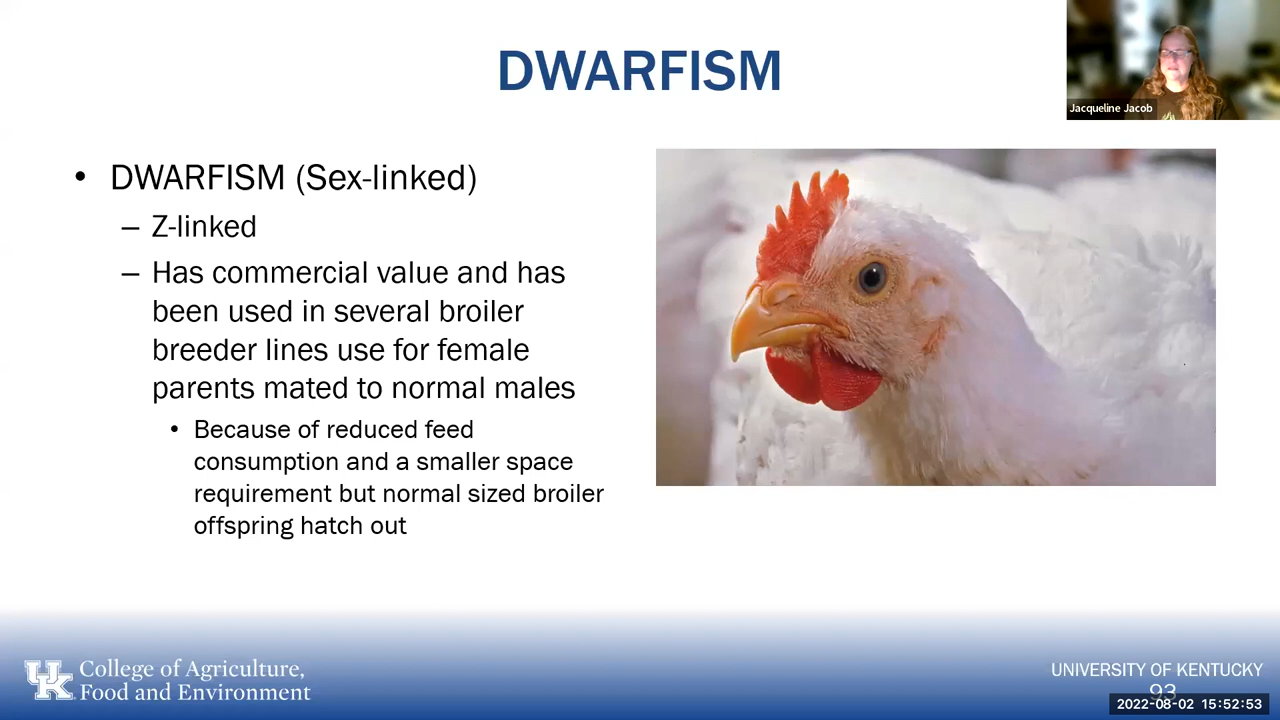 DWARFISM
Jacqueline Jacob
• DWARFISM (Sex-linked)
– Z-linked
– Has commercial value and has
been used in several broiler
breeder lines use for female
parents mated to normal males
• Because of reduced feed
consumption and a smaller space
requirement but normal sized broiler
offspring hatch out
UK
College of Agriculture,
Food and Environment
UNIVERSITY OF KENTUCKY
93
2022-08-02 15:52:53